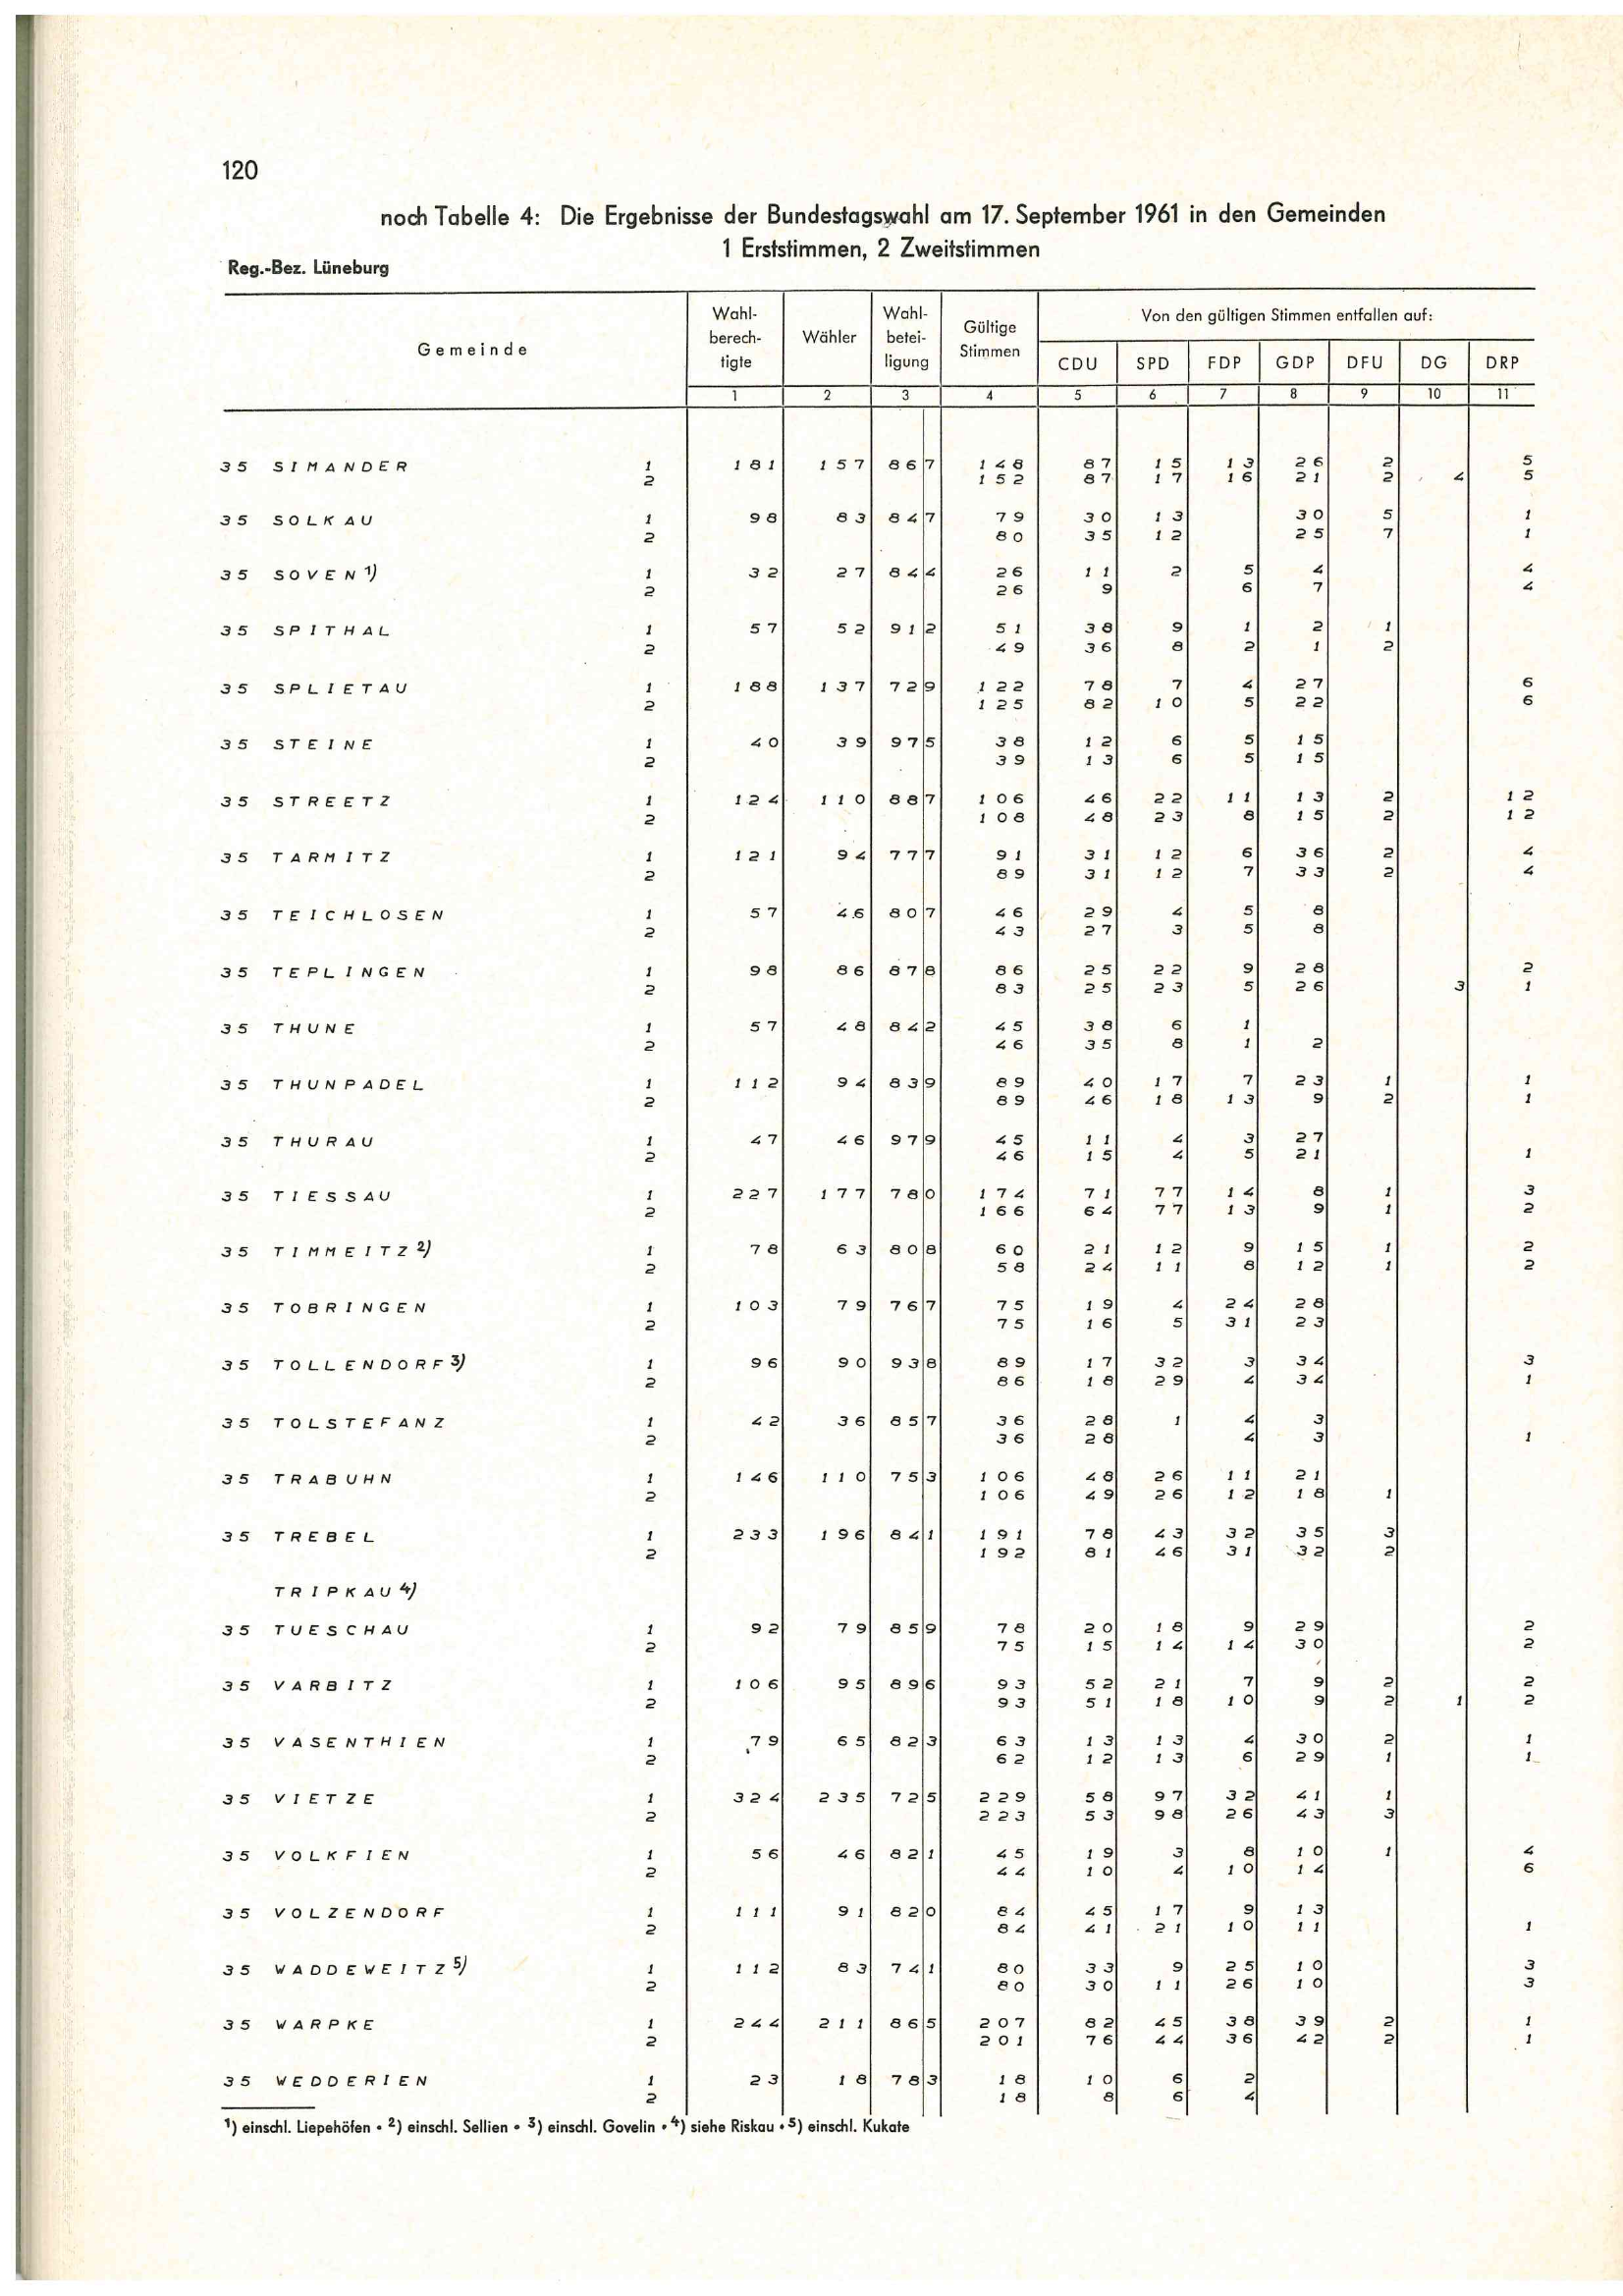 120
noch Tabelle 4: Die Ergebnisse der Bundestagswahl am 17. September 1961 in den Gemeinden
1 Erststimmen, 2 Zweitstimmen
Reg.-Bez. Lüneburg
Gemeinde Wahl-berech-tigte Wähler Wahl-betei-ligung Gültige Stimmen Von den gültigen Stimmen entfallen auf:
CDU SPD FDP GDP DFU DG DRP
1 2 3 4 5 6 7 8 9 10 11
35 SIMANDER 1 181 157 86 7 148 87 15 13 26 2 5
2 152 87 17 16 21 2 4 5
35 SOLKAU 1 98 83 84 7 79 30 13 30 5 1
2 80 35 12 25 7 1
35 SOVEN 1) 1 32 27 84 4 26 11 2 5 4 4
2 26 9 6 7 4
35 SPITHAL 1 57 52 91 2 51 38 9 1 2 1
2 49 36 8 2 1 2
35 SPLIETAU 1 188 137 72 9 122 78 7 4 27 6
2 125 82 10 5 22 6
35 STEINE 1 40 39 97 5 38 12 6 5 15
2 39 13 6 5 15
35 STREETZ 1 124 110 88 7 106 46 22 11 13 2 12
2 108 48 23 8 15 2 12
35 TARMITZ 1 121 94 77 7 91 31 12 6 36 2 4
2 89 31 12 7 33 2 4
35 TEICHLOSEN 1 57 46 80 7 46 29 4 5 8
2 43 27 3 5 8
35 TEPLINGEN 1 98 86 87 8 86 25 22 9 28 2
2 83 25 23 5 26 3 1
35 THUNE 1 57 48 84 2 45 38 6 1
2 46 35 8 1 2
35 THUNPADEL 1 112 94 83 9 89 40 17 7 23 1 1
2 89 46 18 13 9 2 1
35 THURAU 1 47 46 97 9 45 11 4 3 27
2 46 15 4 5 21 1
35 TIESSAU 1 227 177 78 0 174 71 77 14 8 1 3
2 166 64 77 13 9 1 2
35 TIMMEITZ 2) 1 78 63 80 8 60 21 12 9 15 1 2
2 58 24 11 8 12 1 2
35 TOBRINGEN 1 103 79 76 7 75 19 4 24 28
2 75 16 5 31 23
35 TOLLENDORF 3) 1 96 90 93 8 89 17 32 3 34 3
2 86 18 29 4 34 1
35 TOLSTEFANZ 1 42 36 85 7 36 28 1 4 3
2 36 28 4 3 1
35 TRABUHN 1 146 110 75 3 106 48 26 11 21
2 106 49 26 12 18 1
35 TREBEL 1 233 196 84 1 191 78 43 32 35 3
2 192 81 46 31 32 2
TRIPKAU 4)
35 TUESCHAU 1 92 79 85 9 78 20 18 9 29 2
2 75 15 14 14 30 2
35 VARBITZ 1 106 95 89 6 93 52 21 7 9 2 2
2 93 51 18 10 9 2 1 2
35 VASENTHIEN 1 79 65 82 3 63 13 13 4 30 2 1
2 62 12 13 6 29 1 1
35 VIETZE 1 324 235 72 5 229 58 97 32 41 1
2 223 53 98 26 43 3
35 VOLKFIEN 1 56 46 82 1 45 19 3 8 10 1 4
2 44 10 4 10 14 6
35 VOLZENDORF 1 111 91 82 0 84 45 17 9 13
2 84 41 21 10 11 1
35 WADDEWEITZ 5) 1 112 83 74 1 80 33 9 25 10 3
2 80 30 11 26 10 3
35 WARPKE 1 244 211 86 5 207 82 45 38 39 2 1
2 201 76 44 36 42 2 1
35 WEDDERIEN 1 23 18 78 3 18 10 6 2
2 18 8 6 4
1) einschl. Liepehöfen • 2) einschl. Sellien • 3) einschl. Govelin • 4) siehe Riskau • 5) einschl. Kukate